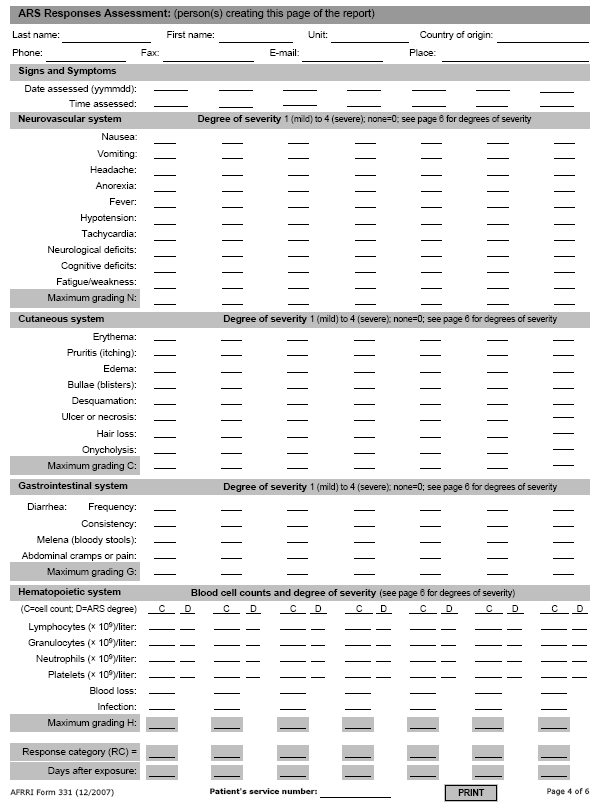 ARS Responses Assessment: (person(s) creating this page of the report)
Last name: First name: Unit: Country of origin:
Phone: Fax: E-mail: Place:
Signs and Symptoms
Date assessed (yymmdd):
Time assessed:
Neurovascular system Degree of severity 1 (mild) to 4 (severe); none=0; see page 6 for degrees of severity
Nausea:
Vomiting:
Headache:
Anorexia:
Fever:
Hypotension:
Tachycardia:
Neurological deficits:
Cognitive deficits:
Fatigue/weakness:
Maximum grading N:
Cutaneous system Degree of severity 1 (mild) to 4 (severe); none=0; see page 6 for degrees of severity
Erythema:
Pruritis (itching):
Edema:
Bullae (blisters):
Desquamation:
Ulcer or necrosis:
Hair loss:
Onycholysis:
Maximum grading C:
Gastrointestinal system Degree of severity 1 (mild) to 4 (severe); none=0; see page 6 for degrees of severity
Diarrhea: Frequency:
Consistency:
Melena (bloody stools):
Abdominal cramps or pain:
Maximum grading G:
Hematopoietic system Blood cell counts and degree of severity (see page 6 for degrees of severity)
(C=cell count; D=ARS degree) C D C D C D C D C D C D C D
Lymphocytes (× 10⁹)/liter:
Granulocytes (× 10⁹)/liter:
Neutrophils (× 10⁹)/liter:
Platelets (× 10⁹)/liter:
Blood loss:
Infection:
Maximum grading H:
Response category (RC) =
Days after exposure:
AFRRI Form 331 (12/2007) Patient's service number: PRINT Page 4 of 6